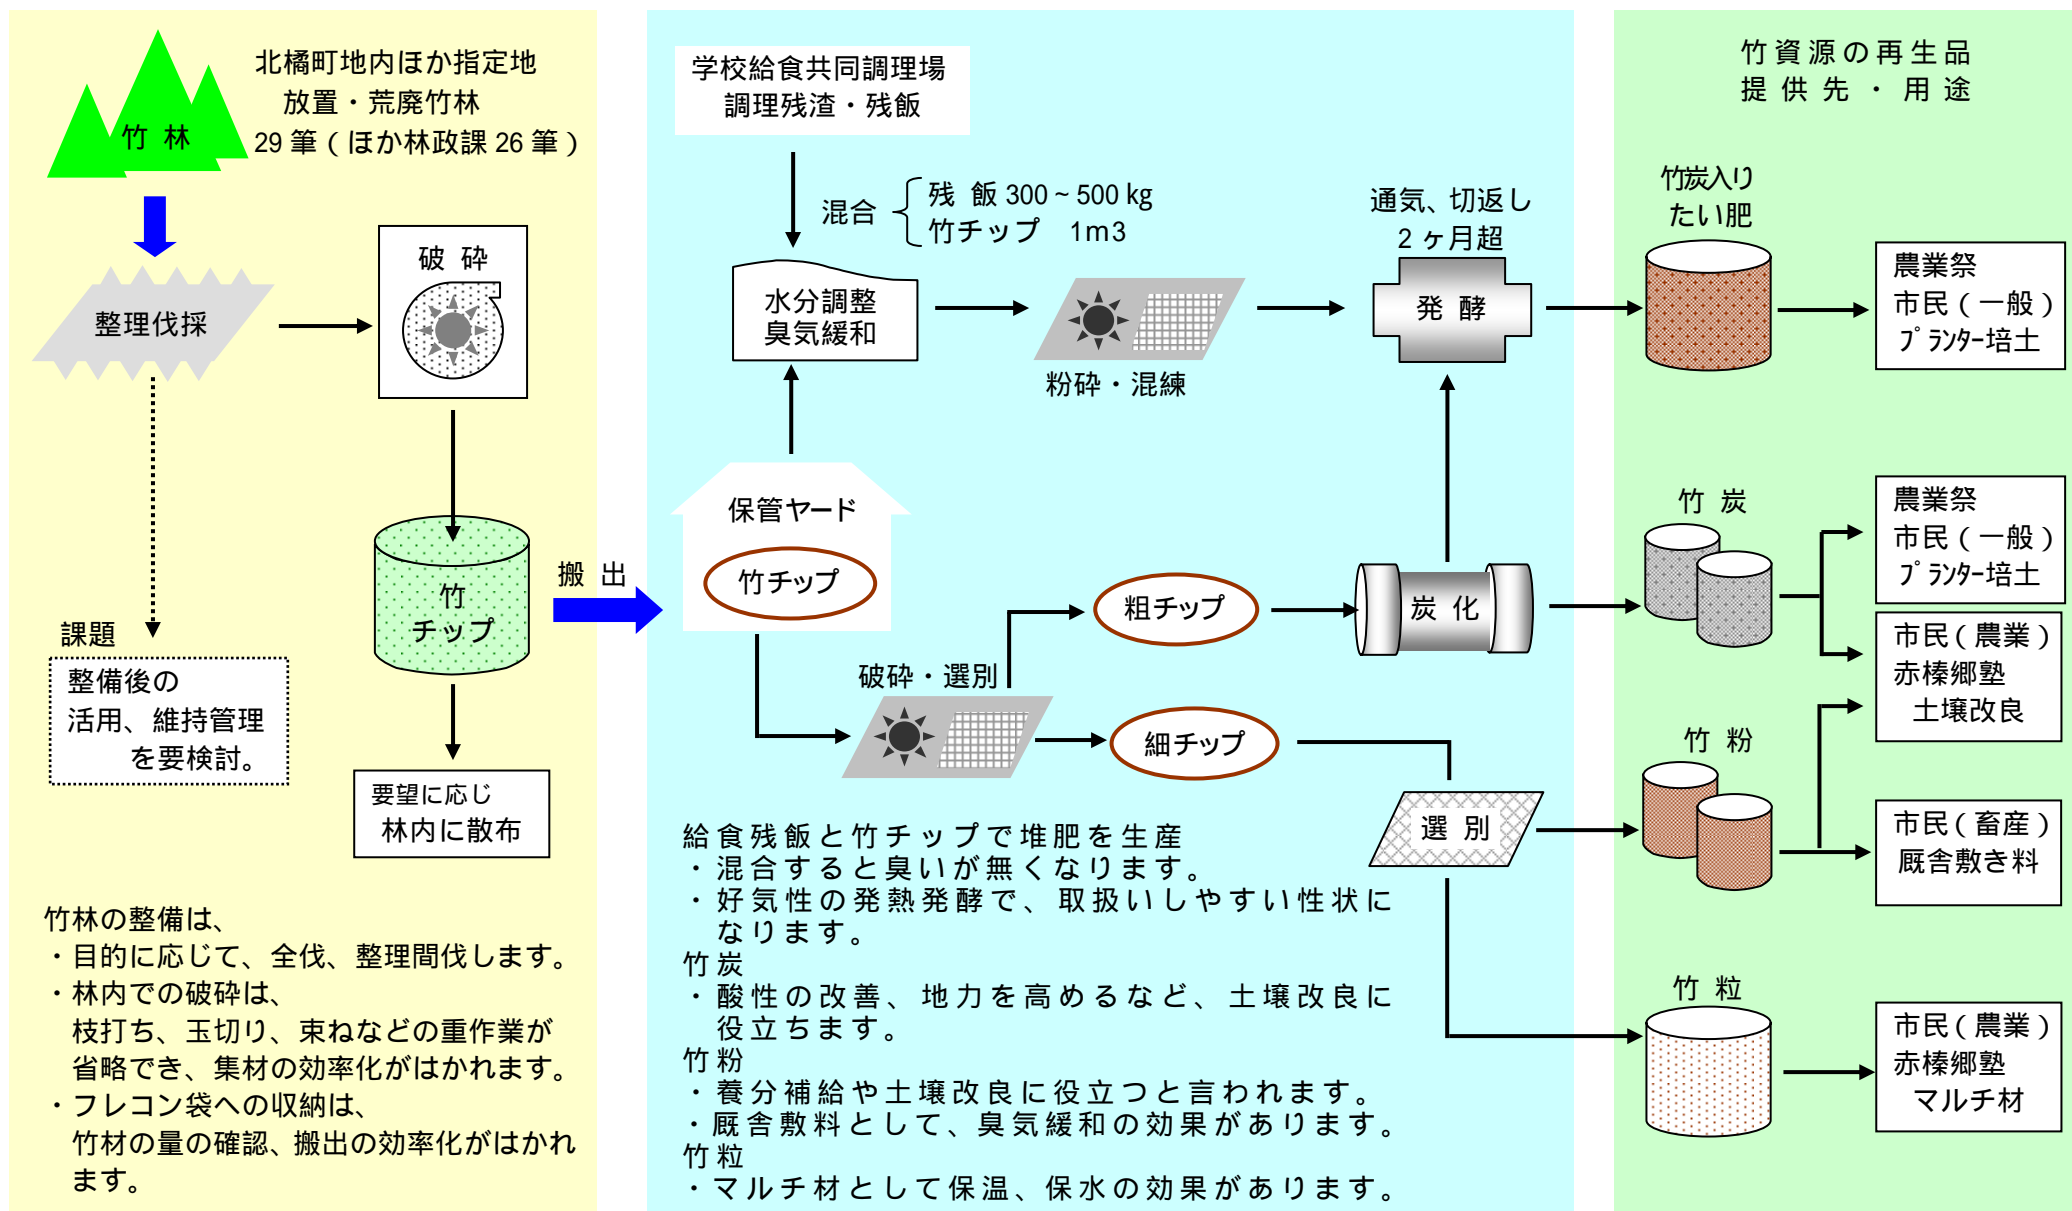 北橘町地内ほか指定地
放置・荒廃竹林
29 筆（ほか林政課 26 筆）
竹 林
整理伐採
破 砕
竹
チップ
搬 出
課題
整備後の
活用、維持管理
を要検討。
要望に応じ
林内に散布
竹林の整備は、
・目的に応じて、全伐、整理間伐します。
・林内での破砕は、
枝打ち、玉切り、束ねなどの重作業が
省略でき、集材の効率化がはかれます。
・フレコン袋への収納は、
竹材の量の確認、搬出の効率化がはかれ
ます。
学校給食共同調理場
調理残渣・残飯
混合
残 飯 300～500 kg
竹チップ 1m3
水分調整
臭気緩和
粉砕・混練
通気、切返し
2 ヶ月超
発 酵
保管ヤード
竹チップ
破砕・選別
粗チップ
細チップ
炭 化
選 別
給食残飯と竹チップで堆肥を生産
・混合すると臭いが無くなります。
・好気性の発熱発酵で、取扱いしやすい性状に
なります。
竹炭
・酸性の改善、地力を高めるなど、土壌改良に
役立ちます。
竹粉
・養分補給や土壌改良に役立つと言われます。
・厩舎敷料として、臭気緩和の効果があります。
竹粒
・マルチ材として保温、保水の効果があります。
竹資源の再生品
提供先・用途
竹炭入り
たい肥
農業祭
市民（一般）
ﾌﾟﾗﾝﾀｰ培土
竹 炭
農業祭
市民（一般）
ﾌﾟﾗﾝﾀｰ培土
市民（農業）
赤榛郷塾
土壌改良
竹 粉
市民（畜産）
厩舎敷き料
竹 粒
市民（農業）
赤榛郷塾
マルチ材